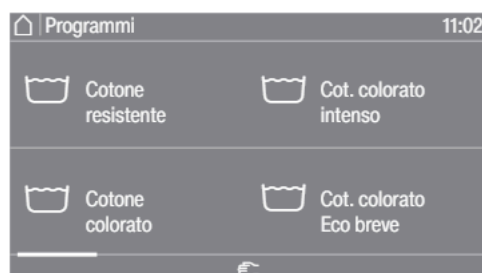 Programmi 11:02
Cotone
resistente
Cot. colorato
intenso
Cotone
colorato
Cot. colorato
Eco breve